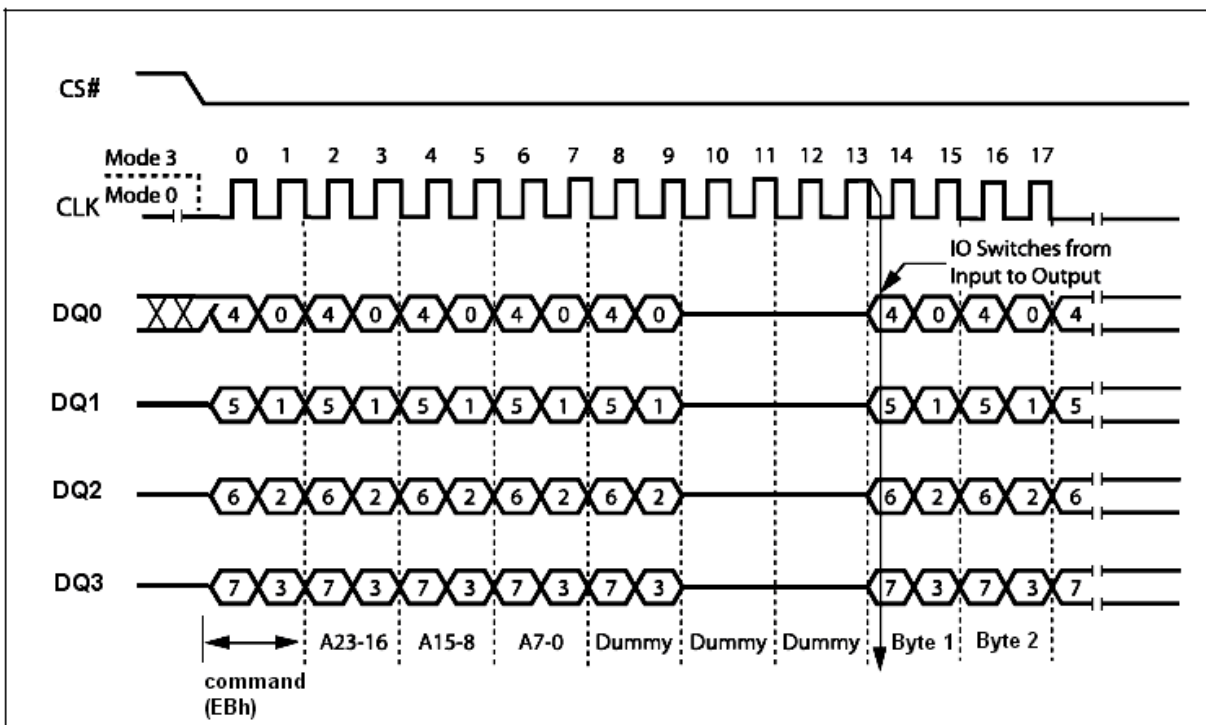 CS#
Mode 3
0 1 2 3 4 5 6 7 8 9 10 11 12 13 14 15 16 17
Mode 0
CLK
IO Switches from
Input to Output
DQ0 4 0 4 0 4 0 4 0 4 0 4 0 4 0 4
DQ1 5 1 5 1 5 1 5 1 5 1 5 1 5 1 5
DQ2 6 2 6 2 6 2 6 2 6 2 6 2 6 2 6
DQ3 7 3 7 3 7 3 7 3 7 3 7 3 7 3 7
A23-16 A15-8 A7-0 Dummy Dummy Dummy Byte 1 Byte 2
command
(EBh)